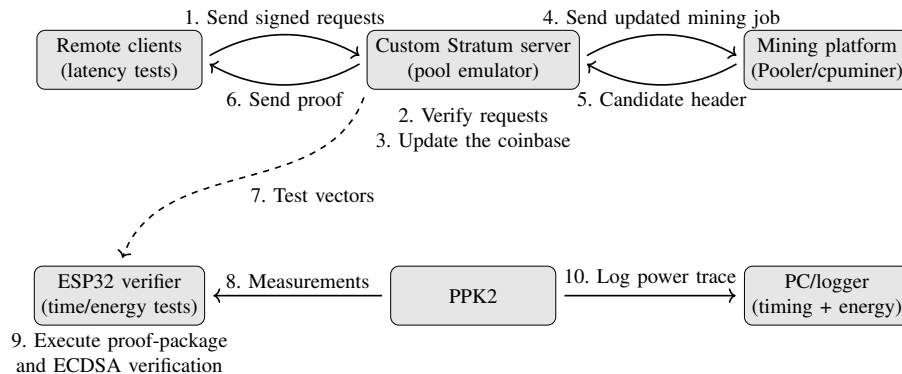 1. Send signed requests
4. Send updated mining job
Remote clients
(latency tests)
Custom Stratum server
(pool emulator)
Mining platform
(Pooler/cpuminer)
6. Send proof
5. Candidate header
2. Verify requests
3. Update the coinbase
7. Test vectors
ESP32 verifier
(time/energy tests)
8. Measurements
PPK2
10. Log power trace
PC/logger
(timing + energy)
9. Execute proof-package
and ECDSA verification